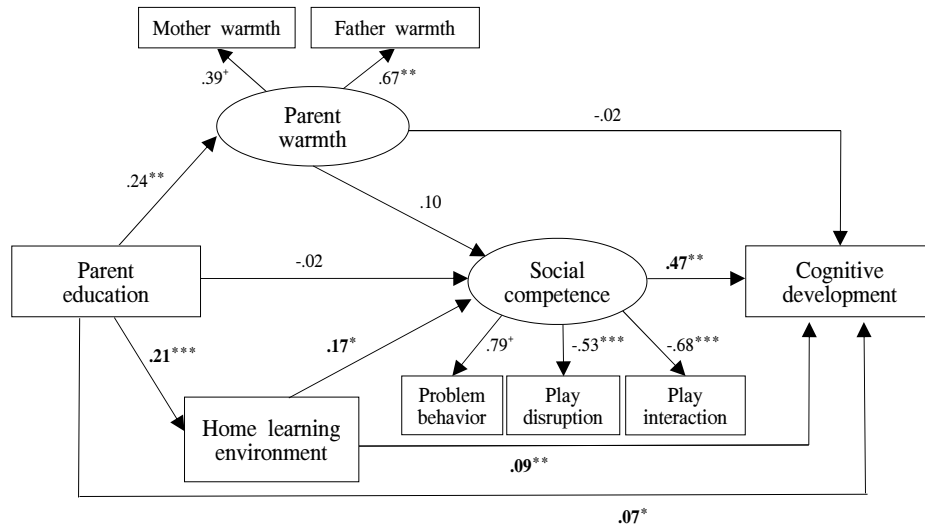 Mother warmth
Father warmth
.39+
.67**
Parent
warmth
-.02
.24**
.10
Parent
education
-.02
Social
competence
.47**
Cognitive
development
.21***
.17*
.79+
-.53***
-.68***
Problem
behavior
Play
disruption
Play
interaction
Home learning
environment
.09**
.07*